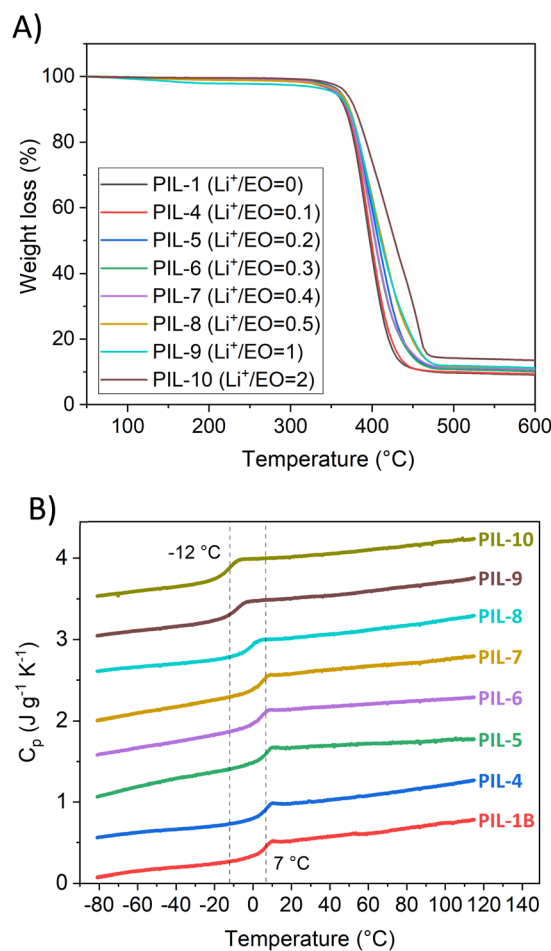 A)
100
80
60
40
20
0
Weight loss (%)
PIL-1 (Li⁺/EO=0)
PIL-4 (Li⁺/EO=0.1)
PIL-5 (Li⁺/EO=0.2)
PIL-6 (Li⁺/EO=0.3)
PIL-7 (Li⁺/EO=0.4)
PIL-8 (Li⁺/EO=0.5)
PIL-9 (Li⁺/EO=1)
PIL-10 (Li⁺/EO=2)
100 200 300 400 500 600
Temperature (°C)
B)
4
3
2
1
0
Cₚ (J g⁻¹ K⁻¹)
-12 °C
PIL-10
PIL-9
PIL-8
PIL-7
PIL-6
PIL-5
PIL-4
PIL-1B
7 °C
-80 -60 -40 -20 0 20 40 60 80 100 120 140
Temperature (°C)